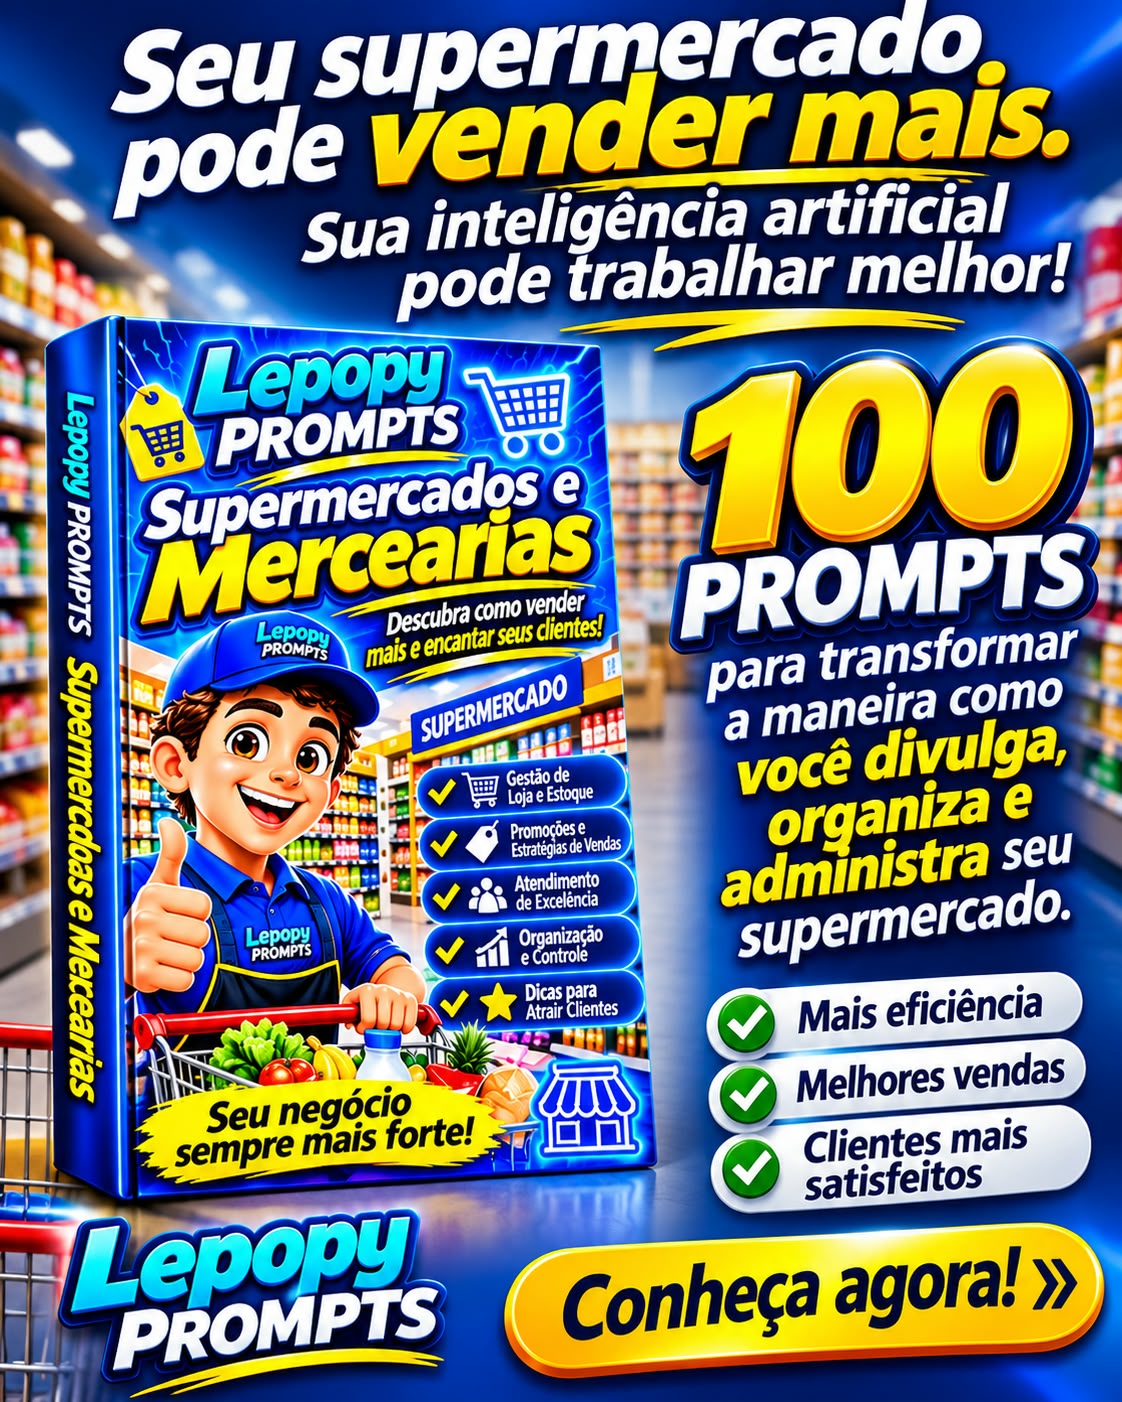 Seu supermercado
pode vender mais.
Sua inteligência artificial
pode trabalhar melhor!
Lepopy
PROMPTS
Supermercados e
Mercearias
Descubra como vender
mais e encantar seus clientes!
Lepopy
PROMPTS
SUPERMERCADO
Gestão de
Loja e Estoque
Promoções e
Estratégias de Vendas
Atendimento
de Excelência
Organização
e Controle
Dicas para
Atrair Clientes
Lepopy
PROMPTS
Seu negócio
sempre mais forte!
Lepopy PROMPTS Supermercadoas e Mercearias
100
PROMPTS
para transformar
a maneira como
você divulga,
organiza e
administra seu
supermercado.
Mais eficiência
Melhores vendas
Clientes mais
satisfeitos
Lepopy
PROMPTS
Conheça agora! »